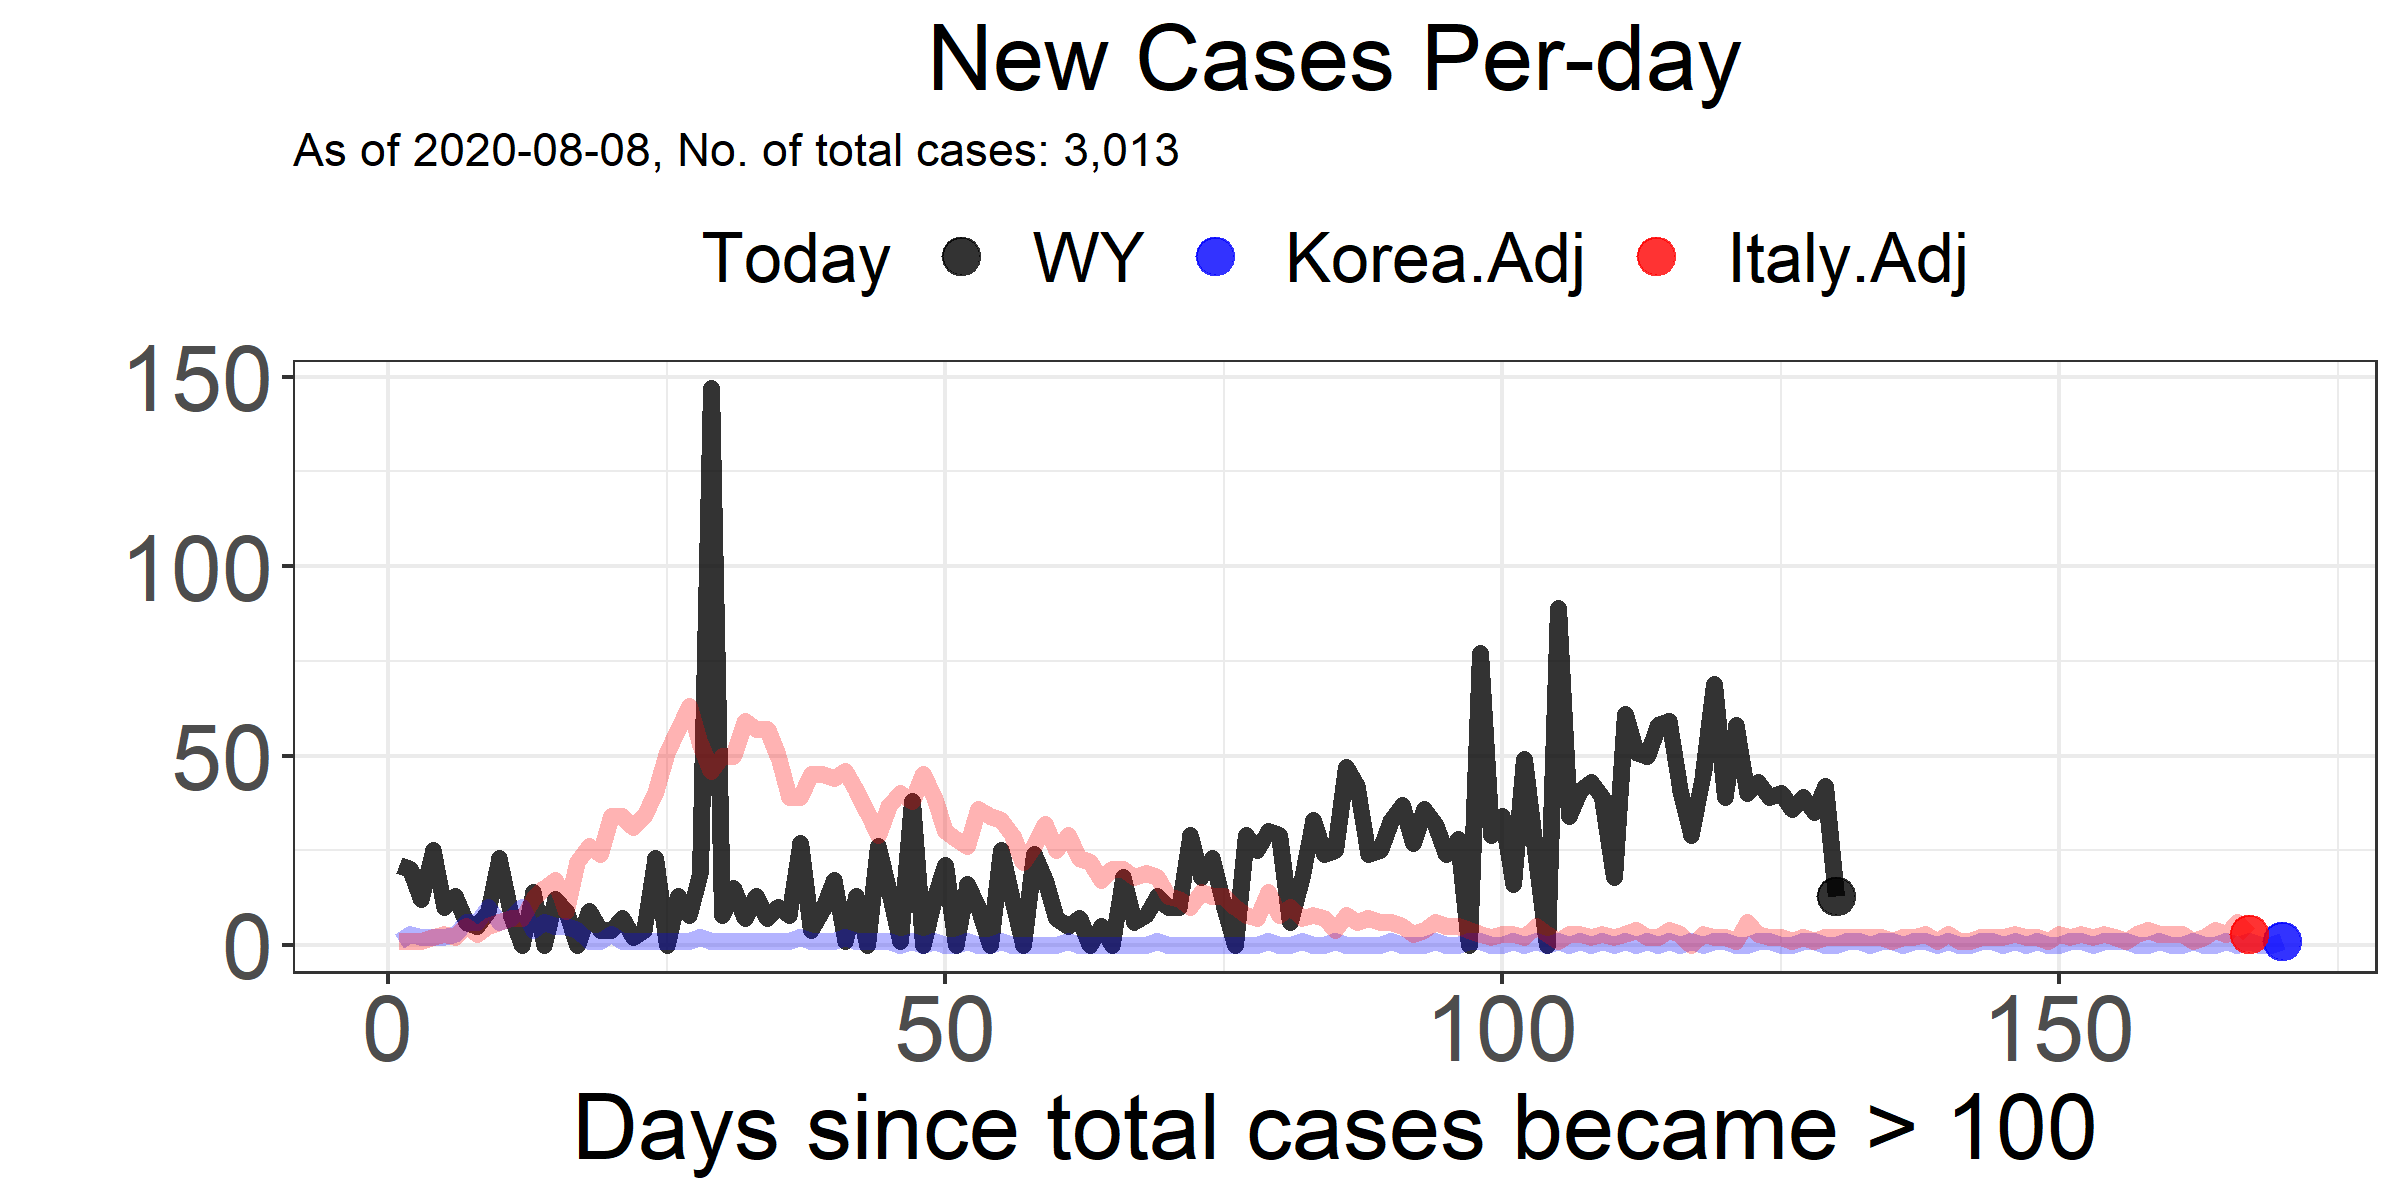 New Cases Per-day
As of 2020-08-08, No. of total cases: 3,013
Today WY Korea.Adj Italy.Adj
150
100
50
0
0 50 100 150
Days since total cases became > 100